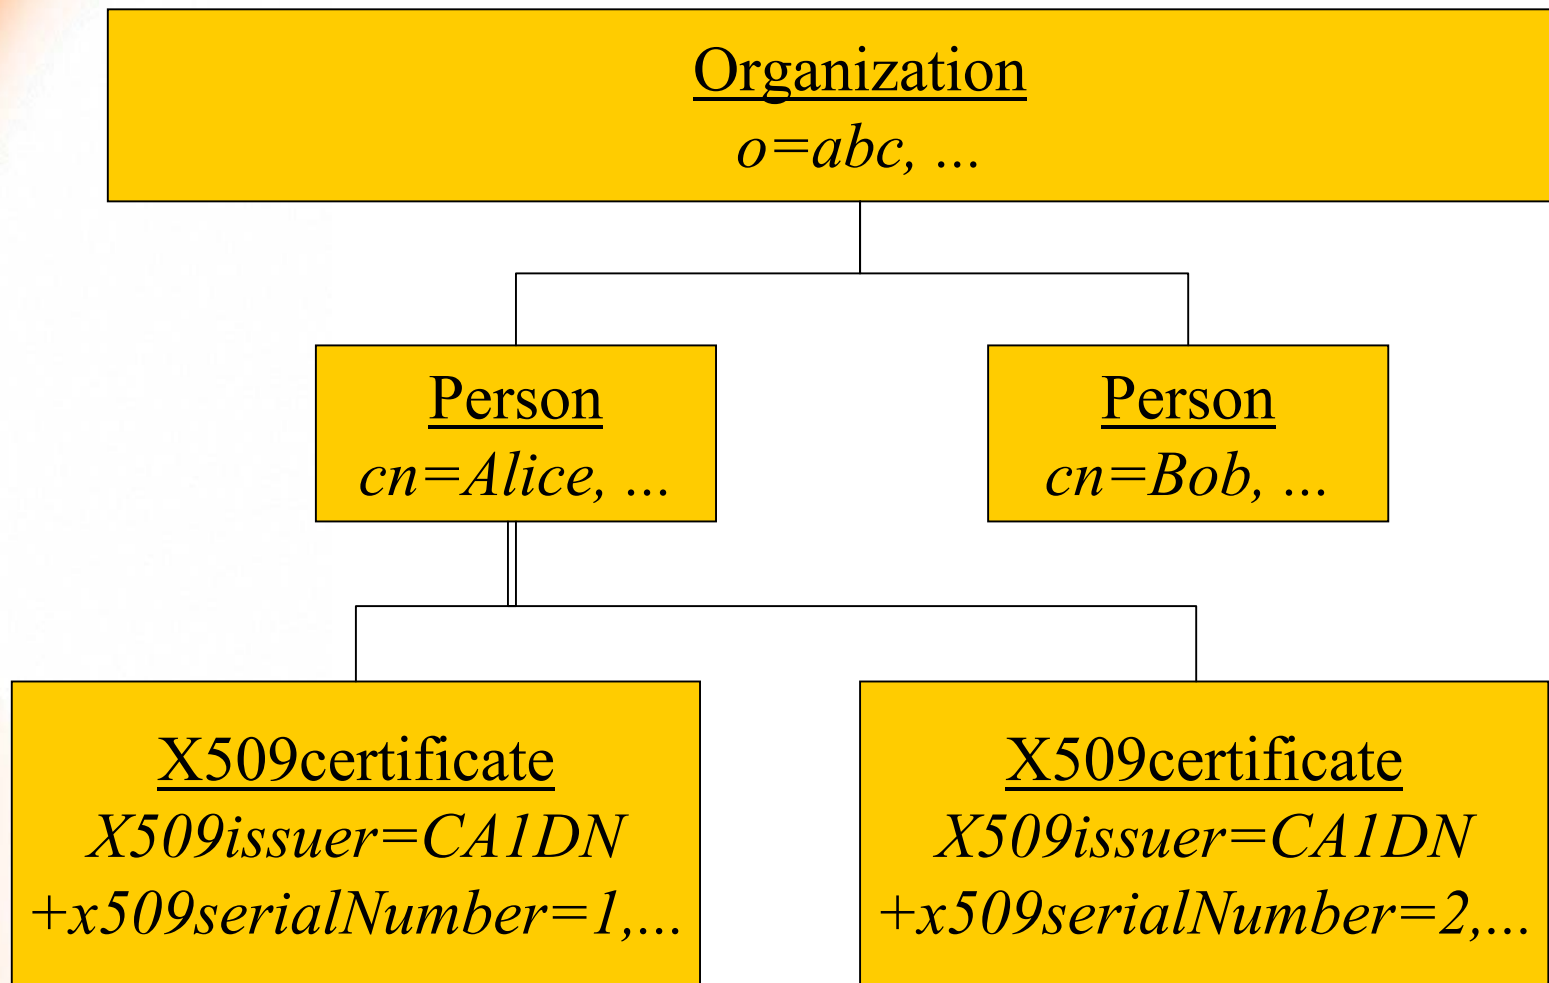 Organization
o=abc, ...
Person
cn=Alice, ...
Person
cn=Bob, ...
X509certificate
X509issuer=CA1DN
+x509serialNumber=1,...
X509certificate
X509issuer=CA1DN
+x509serialNumber=2,...